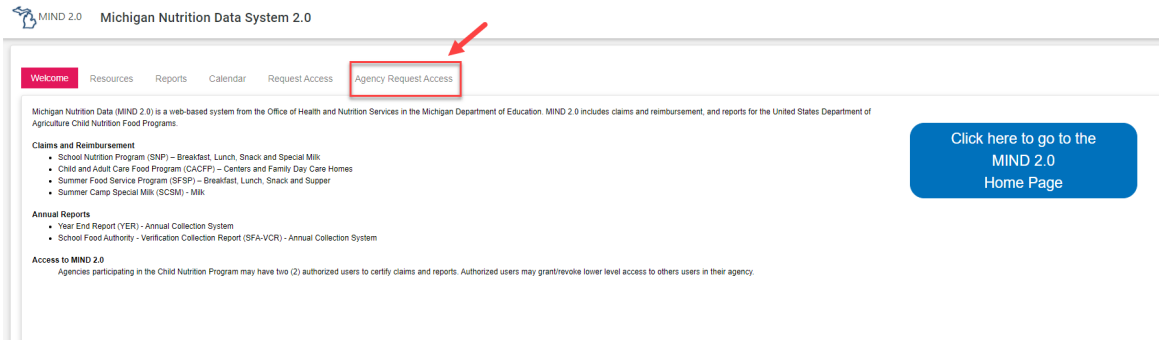 MIND 2.0 Michigan Nutrition Data System 2.0
Welcome Resources Reports Calendar Request Access Agency Request Access
Michigan Nutrition Data (MIND 2.0) is a web-based system from the Office of Health and Nutrition Services in the Michigan Department of Education. MIND 2.0 includes claims and reimbursement, and reports for the United States Department of
Agriculture Child Nutrition Food Programs.
Claims and Reimbursement
• School Nutrition Program (SNP) – Breakfast, Lunch, Snack and Special Milk
• Child and Adult Care Food Program (CACFP) – Centers and Family Day Care Homes
• Summer Food Service Program (SFSP) – Breakfast, Lunch, Snack and Supper
• Summer Camp Special Milk (SCSM) - Milk
Annual Reports
• Year End Report (YER) - Annual Collection System
• School Food Authority - Verification Collection Report (SFA-VCR) - Annual Collection System
Access to MIND 2.0
Agencies participating in the Child Nutrition Program may have two (2) authorized users to certify claims and reports. Authorized users may grant/revoke lower level access to others users in their agency.
Click here to go to the
MIND 2.0
Home Page